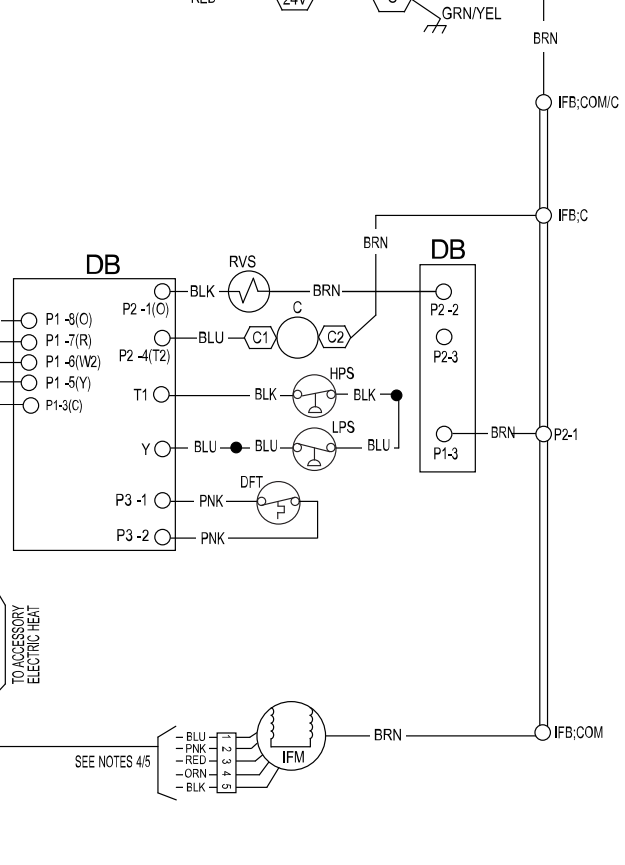 RED
24V
C
GRN/YEL
BRN
IFB;COM/C
IFB;C
BRN
DB
DB
RVS
P2 -1(O)
BLK
BRN
P2 -2
P1 -8(O)
P1 -7(R)
P1 -6(W2)
P1 -5(Y)
P1-3(C)
C
BLU
C1
C2
P2 -4(T2)
P2-3
HPS
T1
BLK
BLK
LPS
Y
BLU
BLU
BLU
BRN
P2-1
P1-3
DFT
P3 -1
PNK
P3 -2
PNK
TO ACCESSORY
ELECTRIC HEAT
SEE NOTES 4/5
BLU 1
PNK 2
RED 3
ORN 4
BLK 5
IFM
BRN
IFB;COM